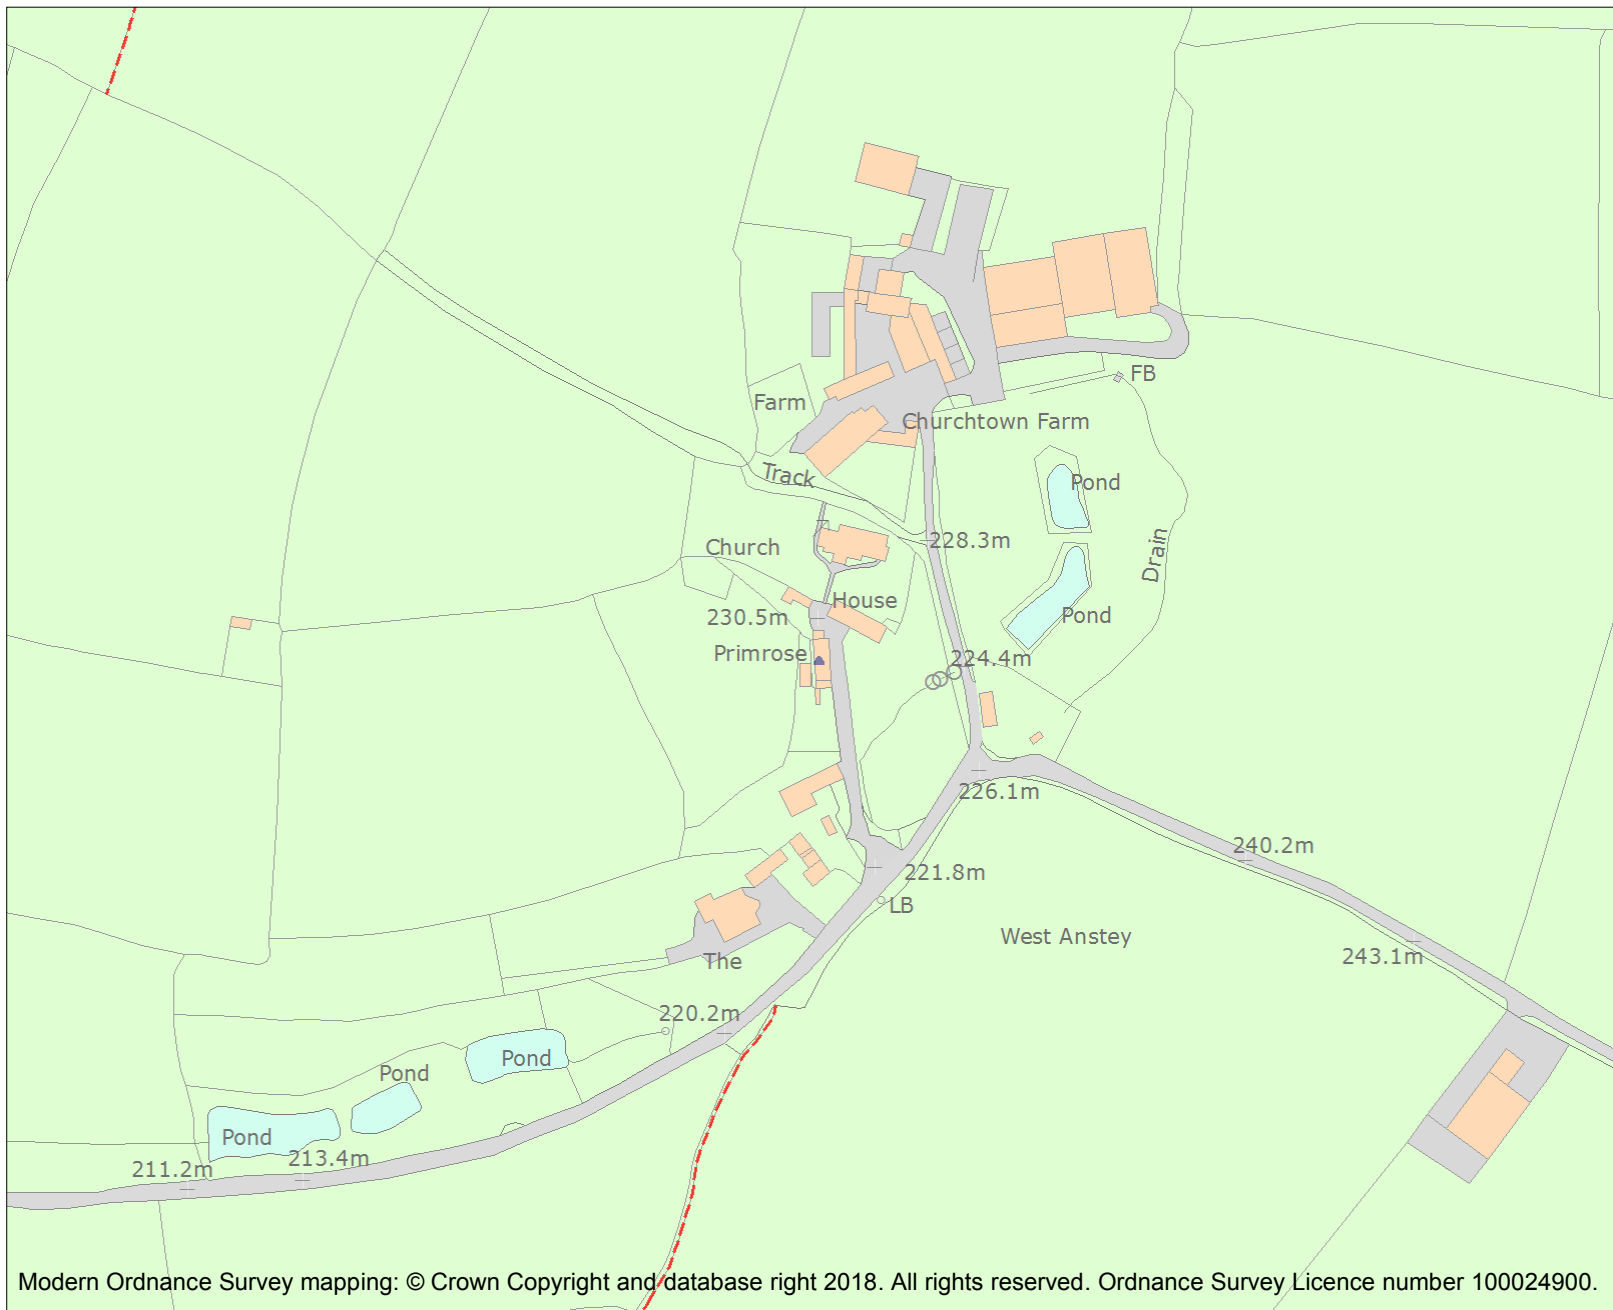 FB
Farm
Churchtown Farm
Track
Pond
228.3m
Church
Drain
House
230.5m
Pond
Primrose
224.4m
226.1m
240.2m
221.8m
LB
West Anstey
243.1m
The
220.2m
Pond
Pond
Pond
213.4m
211.2m
Modern Ordnance Survey mapping: © Crown Copyright and database right 2018. All rights reserved. Ordnance Survey Licence number 100024900.